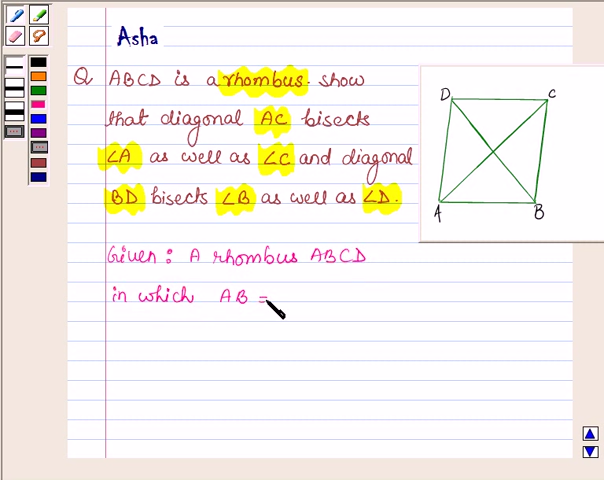 Asha
Q ABCD is a rhombus. show
that diagonal AC bisects
∠A as well as ∠C and diagonal
BD bisects ∠B as well as ∠D.
Given: A rhombus ABCD
in which AB =
D C
A B